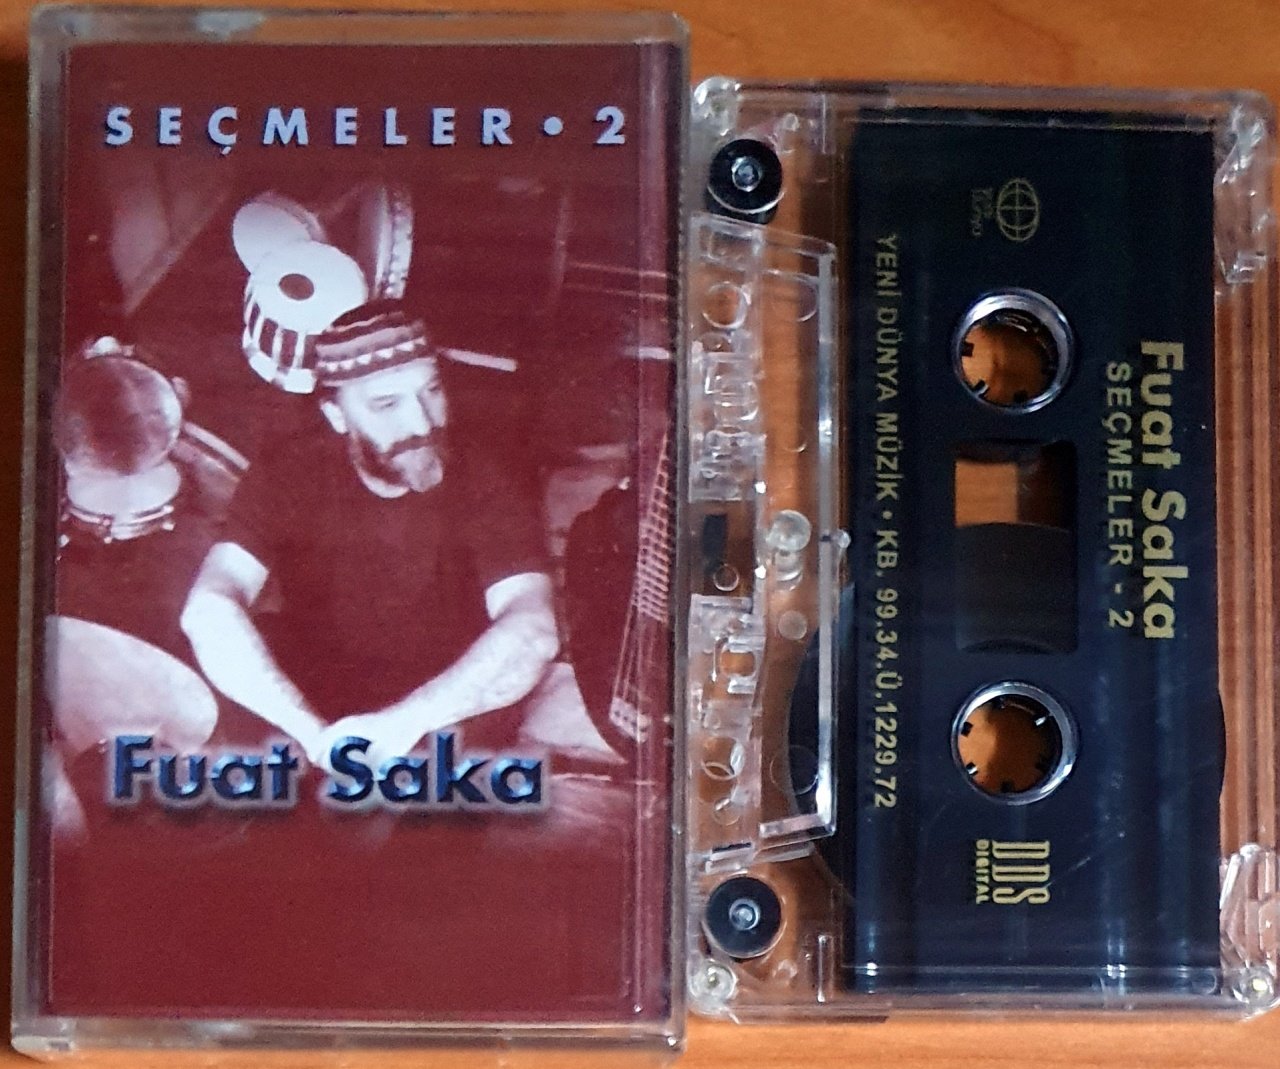 SEÇMELER • 2
Fuat Saka
Fuat Saka
SEÇMELER - 2
DDS
DIGITAL
YENİ DÜNYA MÜZİK • KB. 99.34.Ü.1229.72